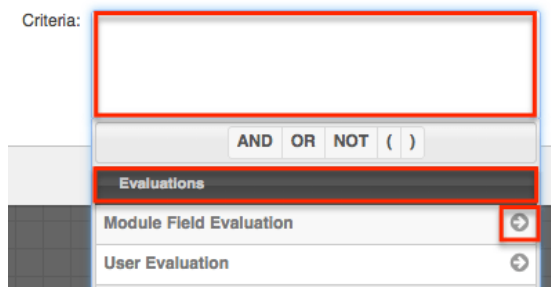 Criteria:
AND OR NOT ( )
Evaluations
Module Field Evaluation
User Evaluation